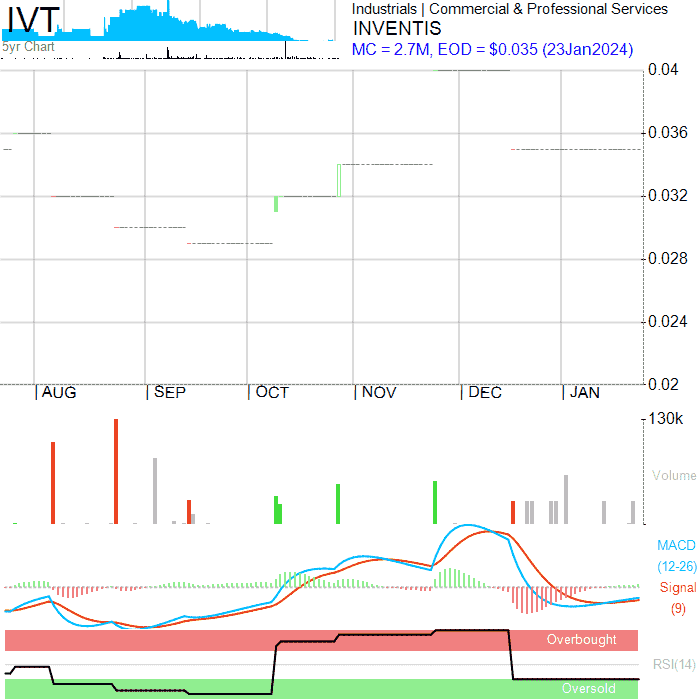 IVT
5yr Chart
Industrials | Commercial & Professional Services
INVENTIS
MC = 2.7M, EOD = $0.035 (23Jan2024)
0.04
0.036
0.032
0.028
0.024
0.02
| AUG | SEP | OCT | NOV | DEC | JAN
130k
Volume
MACD
(12-26)
Signal
(9)
Overbought
RSI(14)
Oversold